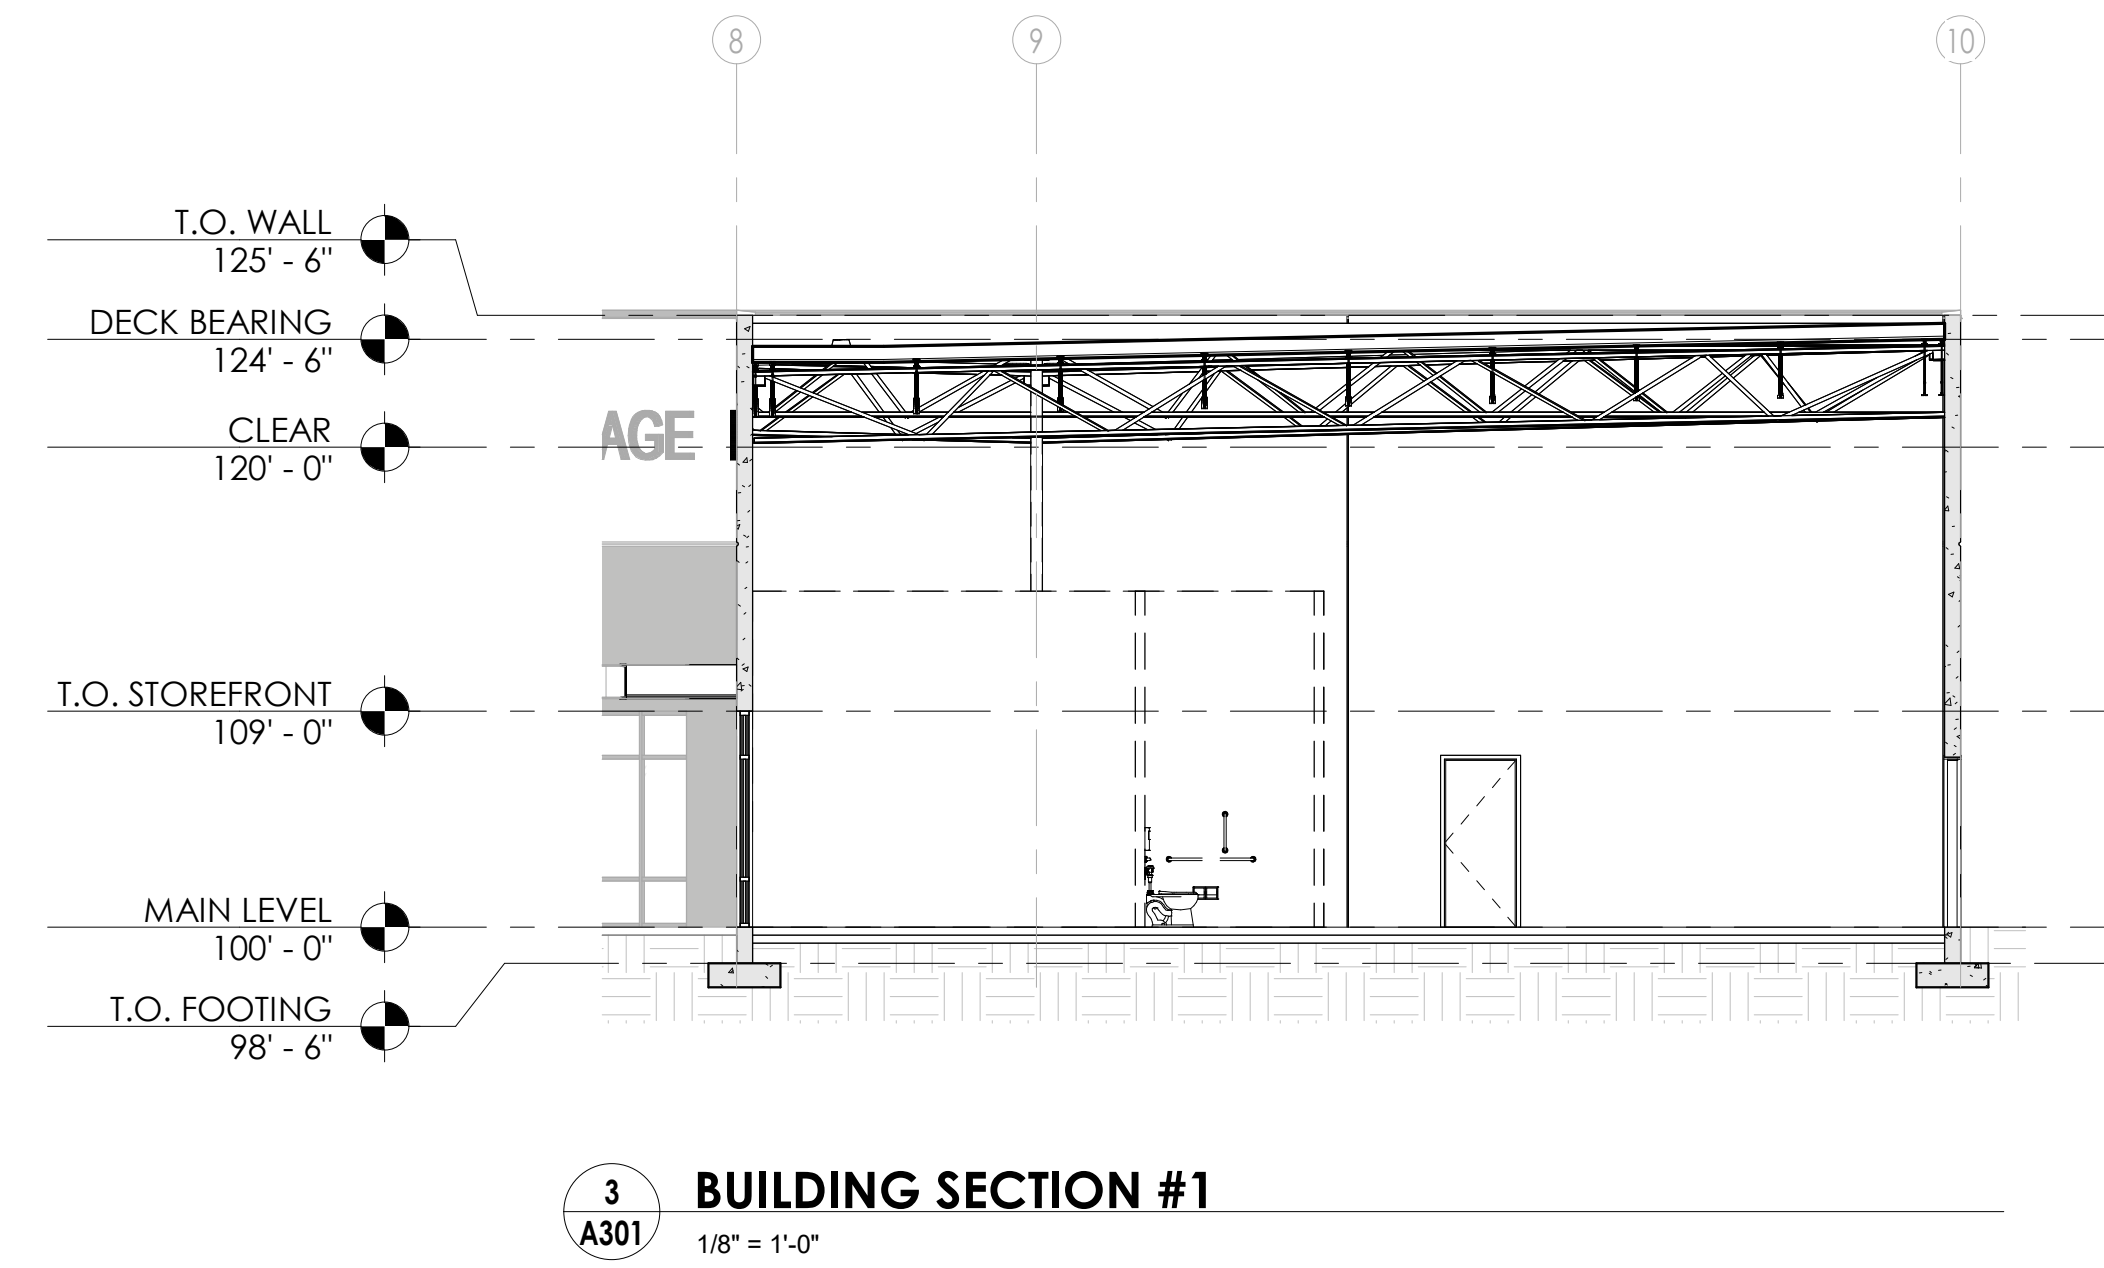 8
9
10
T.O. WALL
125' - 6"
DECK BEARING
124' - 6"
CLEAR
120' - 0"
AGE
T.O. STOREFRONT
109' - 0"
MAIN LEVEL
100' - 0"
T.O. FOOTING
98' - 6"
3
A301
BUILDING SECTION #1
1/8" = 1'-0"